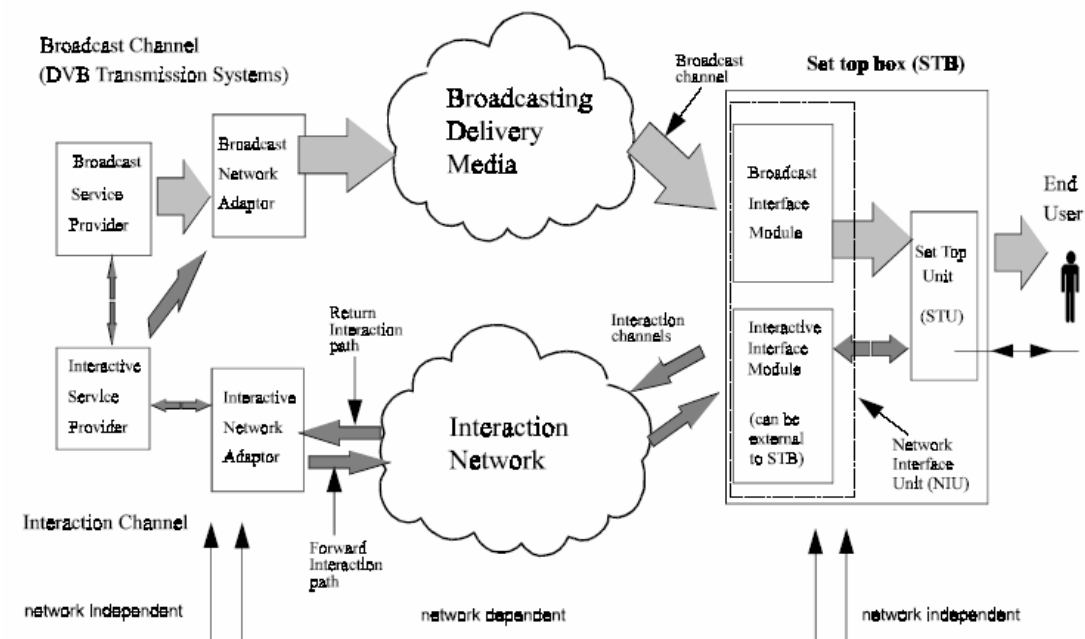 Broadcast Channel
(DVB Transmission Systems)
Broadcast
Service
Provider
Broadcast
Network
Adaptor
Broadcasting
Delivery
Media
Broadcast
channel
Set top box (STB)
Broadcast
Interface
Module
Set Top
Unit
(STU)
End
User
Interactive
Service
Provider
Interactive
Network
Adaptor
Return
Interaction
path
Forward
Interaction
path
Interaction
Network
Interaction
channels
Interactive
Interface
Module
(can be
external
to STB)
Network
Interface
Unit (NIU)
Interaction Channel
network Independent
network dependent
network independent